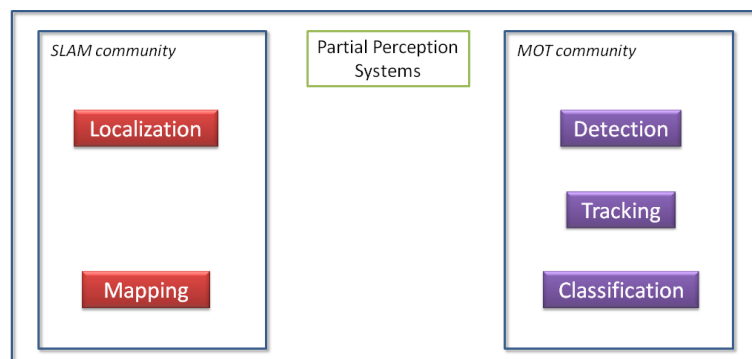 SLAM community
Partial Perception
Systems
MOT community
Localization
Detection
Tracking
Mapping
Classification